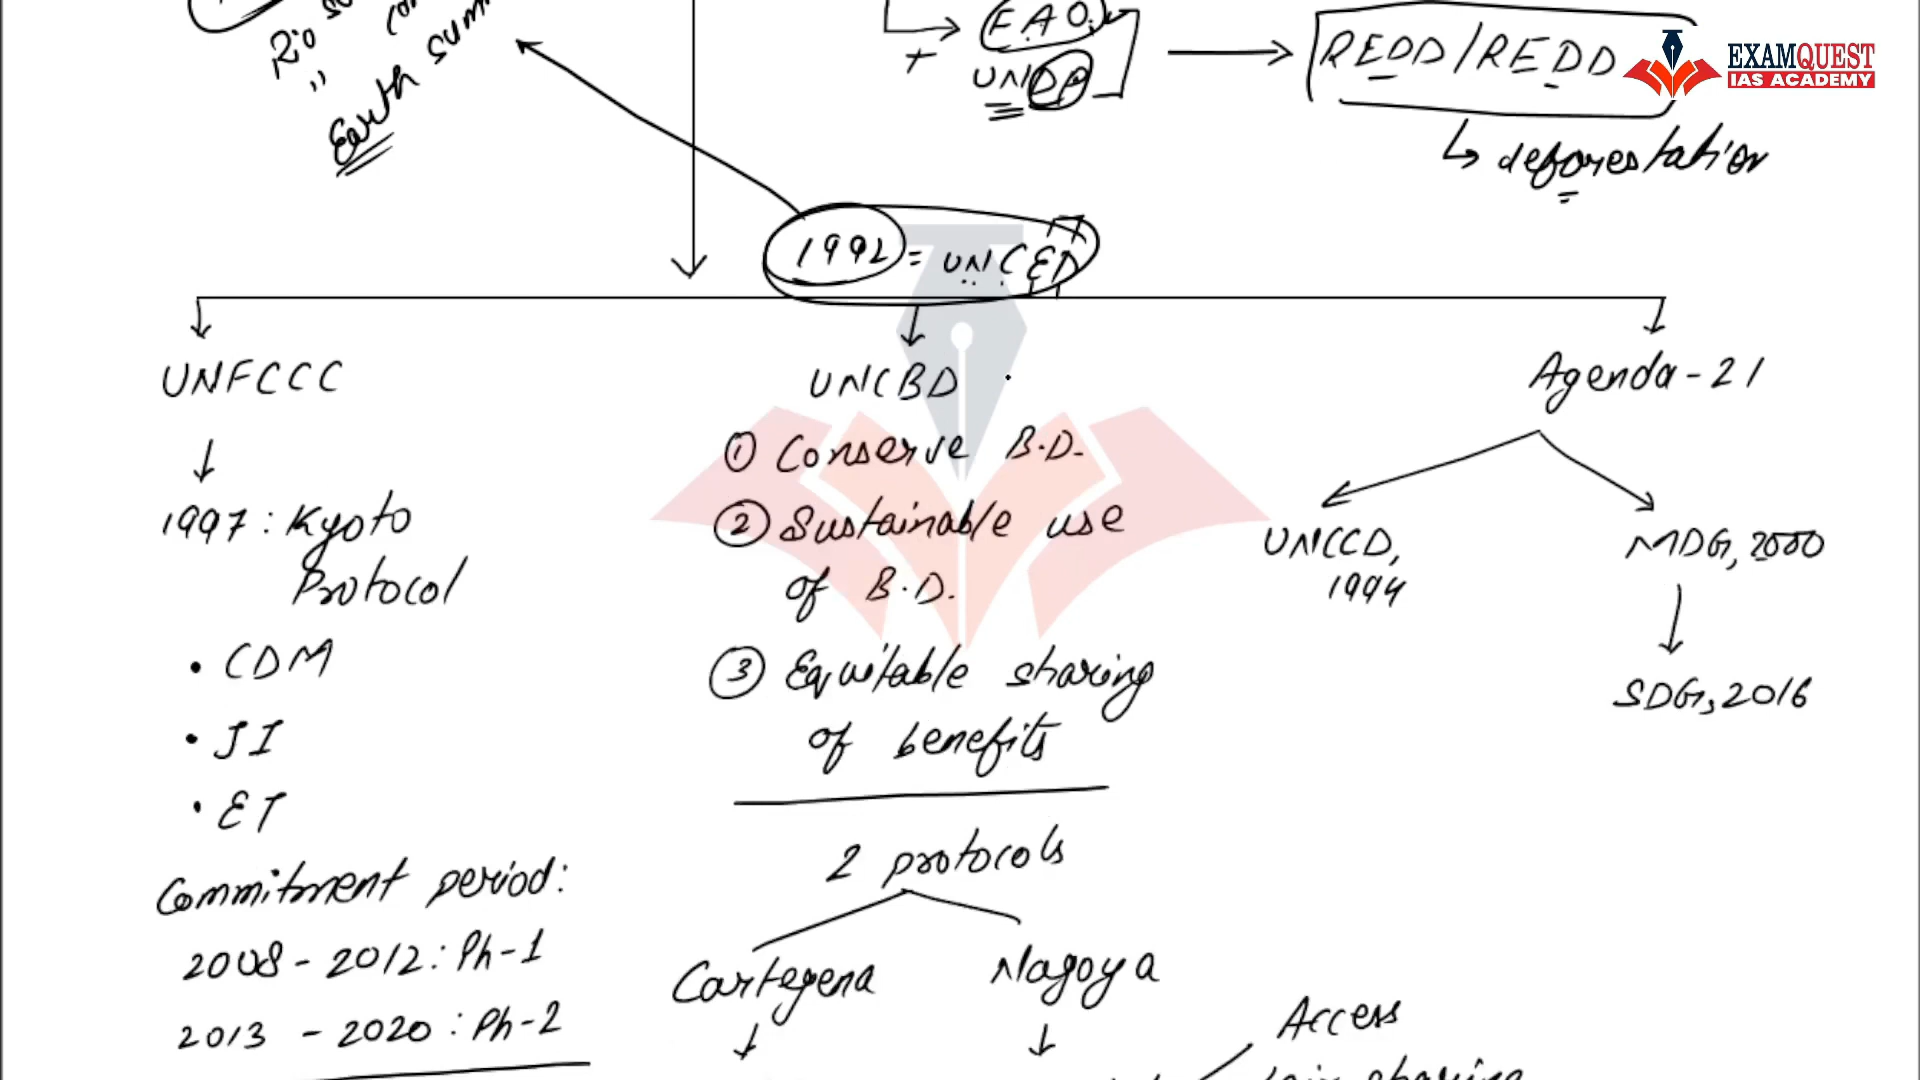 Rio
"
Earth
F A O
+
UNDP
REDD/REDD
EXAMQUEST
IAS ACADEMY
deforestation
1992 = UNCED
UNFCCC
UNCBD
Agenda-21
1997: Kyoto
Protocol
• CDM
• JI
• ET
Commitment period:
2008 - 2012: Ph-1
2013 - 2020: Ph-2
① Conserve B.D.
② Sustainable use
of B.D.
③ Equitable sharing
of benefits
2 protocols
Cartegena
Nagoya
Access
sharing
UNCCD,
1994
MDG, 2000
SDG, 2016